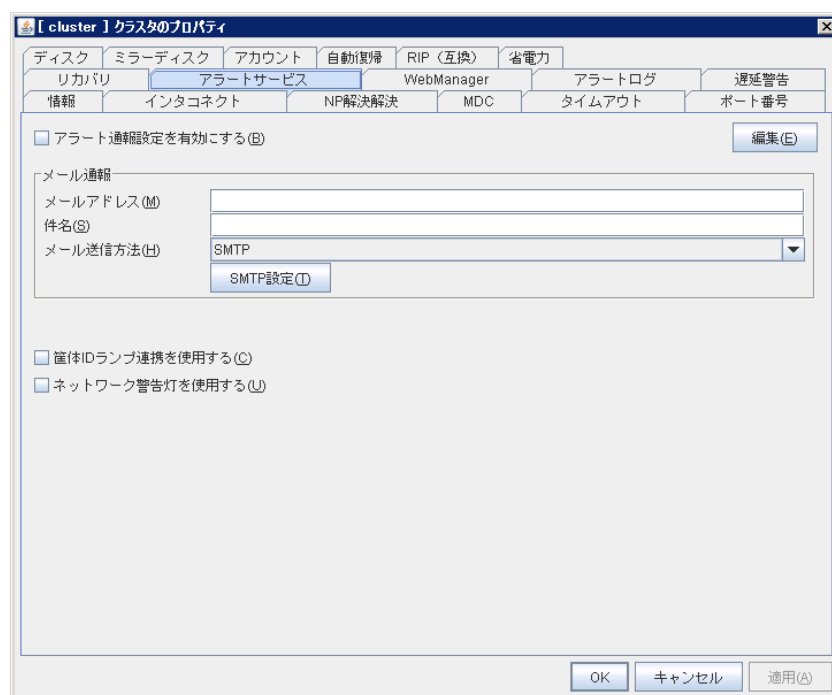 [ cluster ] クラスタのプロパティ
ディスク ミラーディスク アカウント 自動復帰 RIP（互換） 省電力
リカバリ アラートサービス WebManager アラートログ 遅延警告
情報 インタコネクト NP解決解決 MDC タイムアウト ポート番号
アラート通報設定を有効にする(B) 編集(E)
メール通報
メールアドレス(M)
件名(S)
メール送信方法(H) SMTP
SMTP設定(T)
筐体IDランプ連携を使用する(C)
ネットワーク警告灯を使用する(U)
OK キャンセル 適用(A)